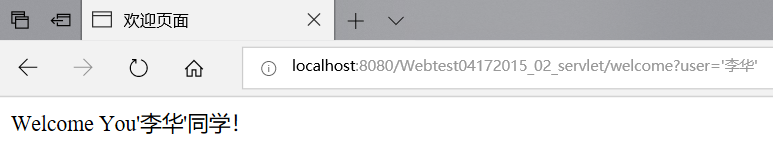 欢迎页面
localhost:8080/Webtest04172015_02_servlet/welcome?user='李华'
Welcome You'李华'同学!